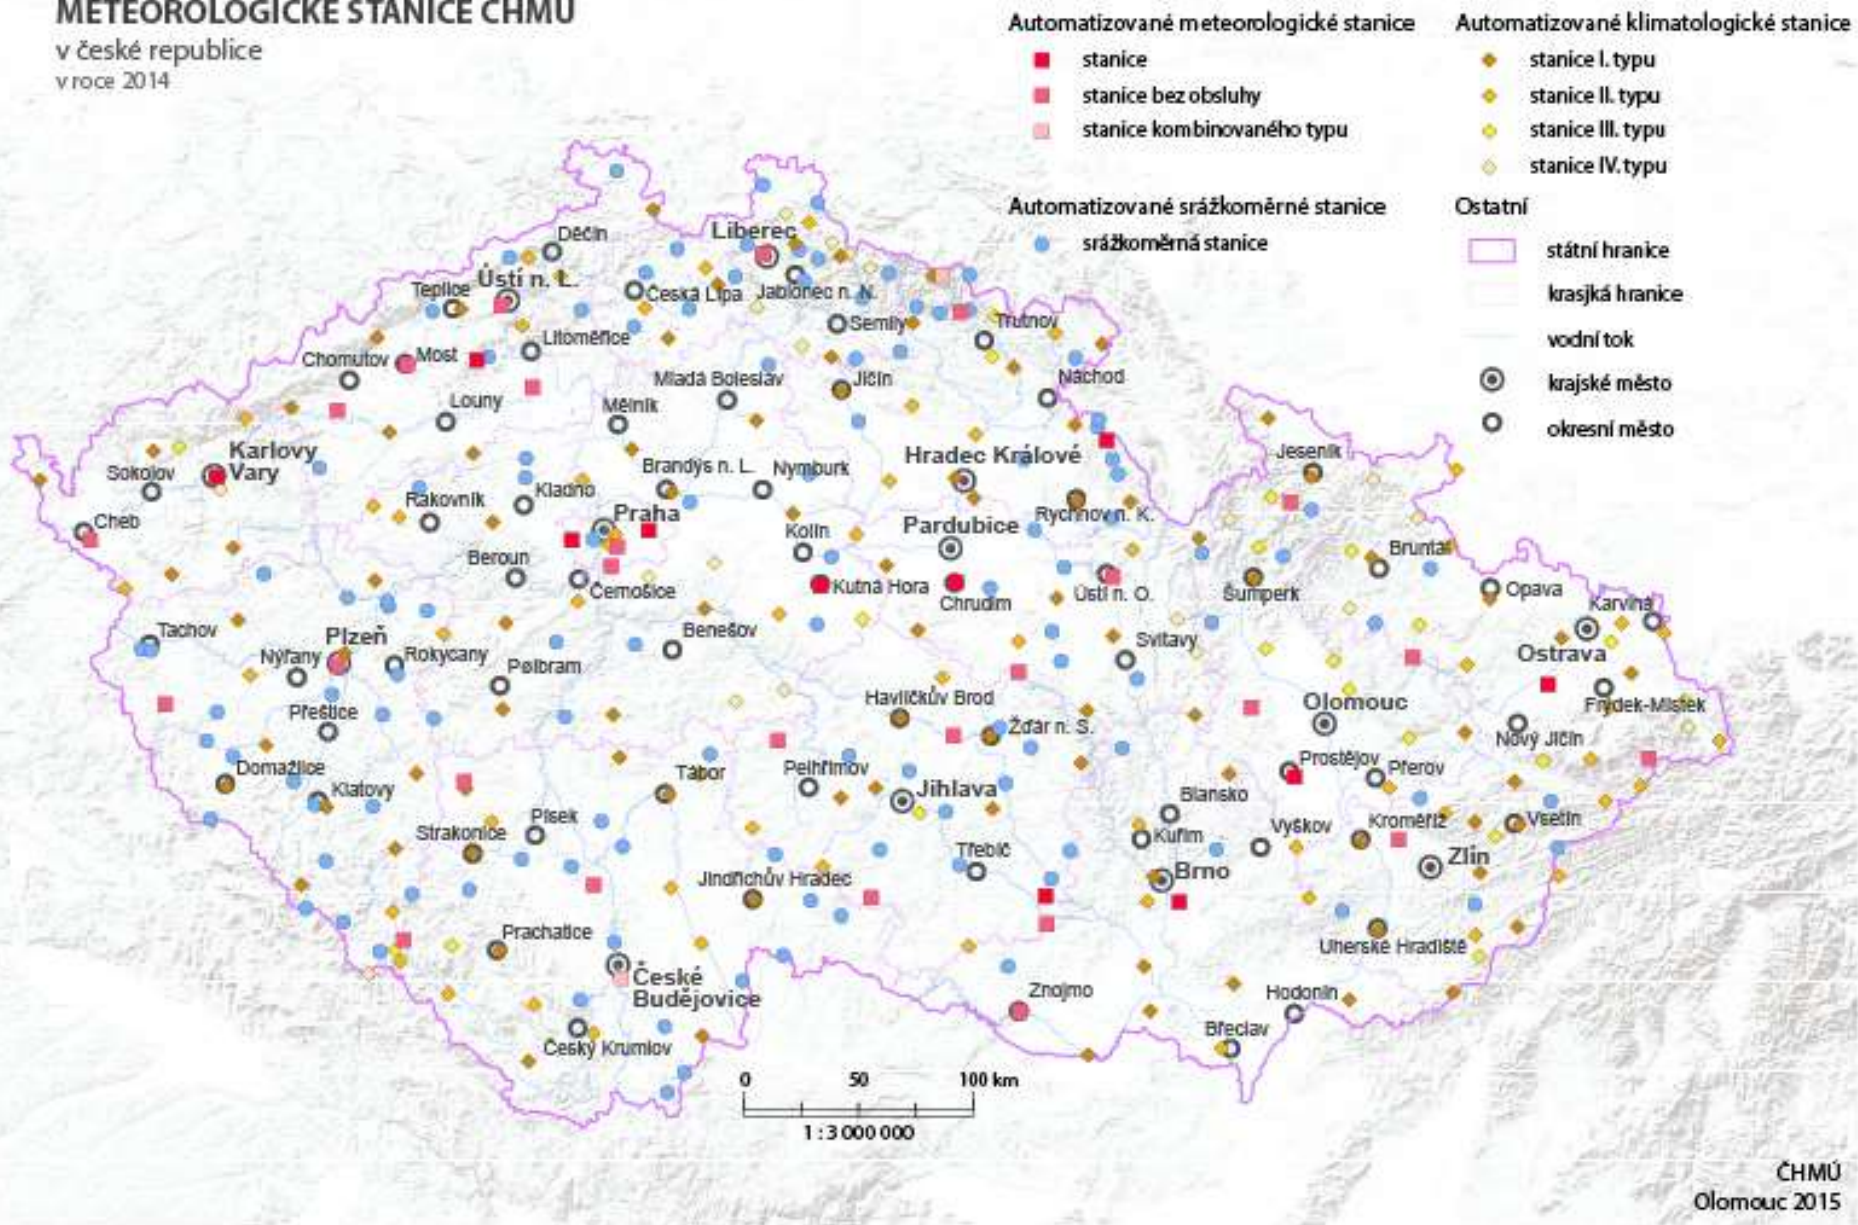 METEOROLOGICKÉ STANICE ČHMÚ
v české republice
v roce 2014
Automatizované meteorologické stanice
stanice
stanice bez obsluhy
stanice kombinovaného typu
Automatizované srážkoměrné stanice
srážkoměrná stanice
Automatizované klimatologické stanice
stanice I. typu
stanice II. typu
stanice III. typu
stanice IV. typu
Ostatní
státní hranice
krasjká hranice
vodní tok
krajské město
okresní město
Děčín
Liberec
Ústí n. L.
Teplice
Česká Lípa
Jablonec n. N.
Semily
Trutnov
Litoměřice
Chomutov
Most
Mladá Boleslav
Jičín
Náchod
Louny
Mělník
Karlovy
Vary
Sokolov
Hradec Králové
Jeseník
Brandýs n. L.
Nymburk
Kladno
Rakovník
Praha
Rychnov n. K.
Cheb
Pardubice
Kolín
Bruntál
Beroun
Černošice
Kutná Hora
Chrudim
Ústí n. O.
Šumperk
Opava
Karviná
Tachov
Plzeň
Benešov
Svitavy
Nýřany
Rokycany
Pøíbram
Ostrava
Havlíčkův Brod
Olomouc
Frýdek-Místek
Přeštice
Žďár n. S.
Nový Jičín
Domažlice
Klatovy
Tábor
Pelhřimov
Jihlava
Prostějov
Přerov
Blansko
Strakonice
Písek
Kuřim
Vyškov
Kroměříž
Vsetín
Třebíč
Zlín
Jindřichův Hradec
Brno
Prachatice
Uherské Hradiště
České
Budějovice
Znojmo
Hodonín
Břeclav
Český Krumlov
0 50 100 km
1 : 3 000 000
ČHMÚ
Olomouc 2015